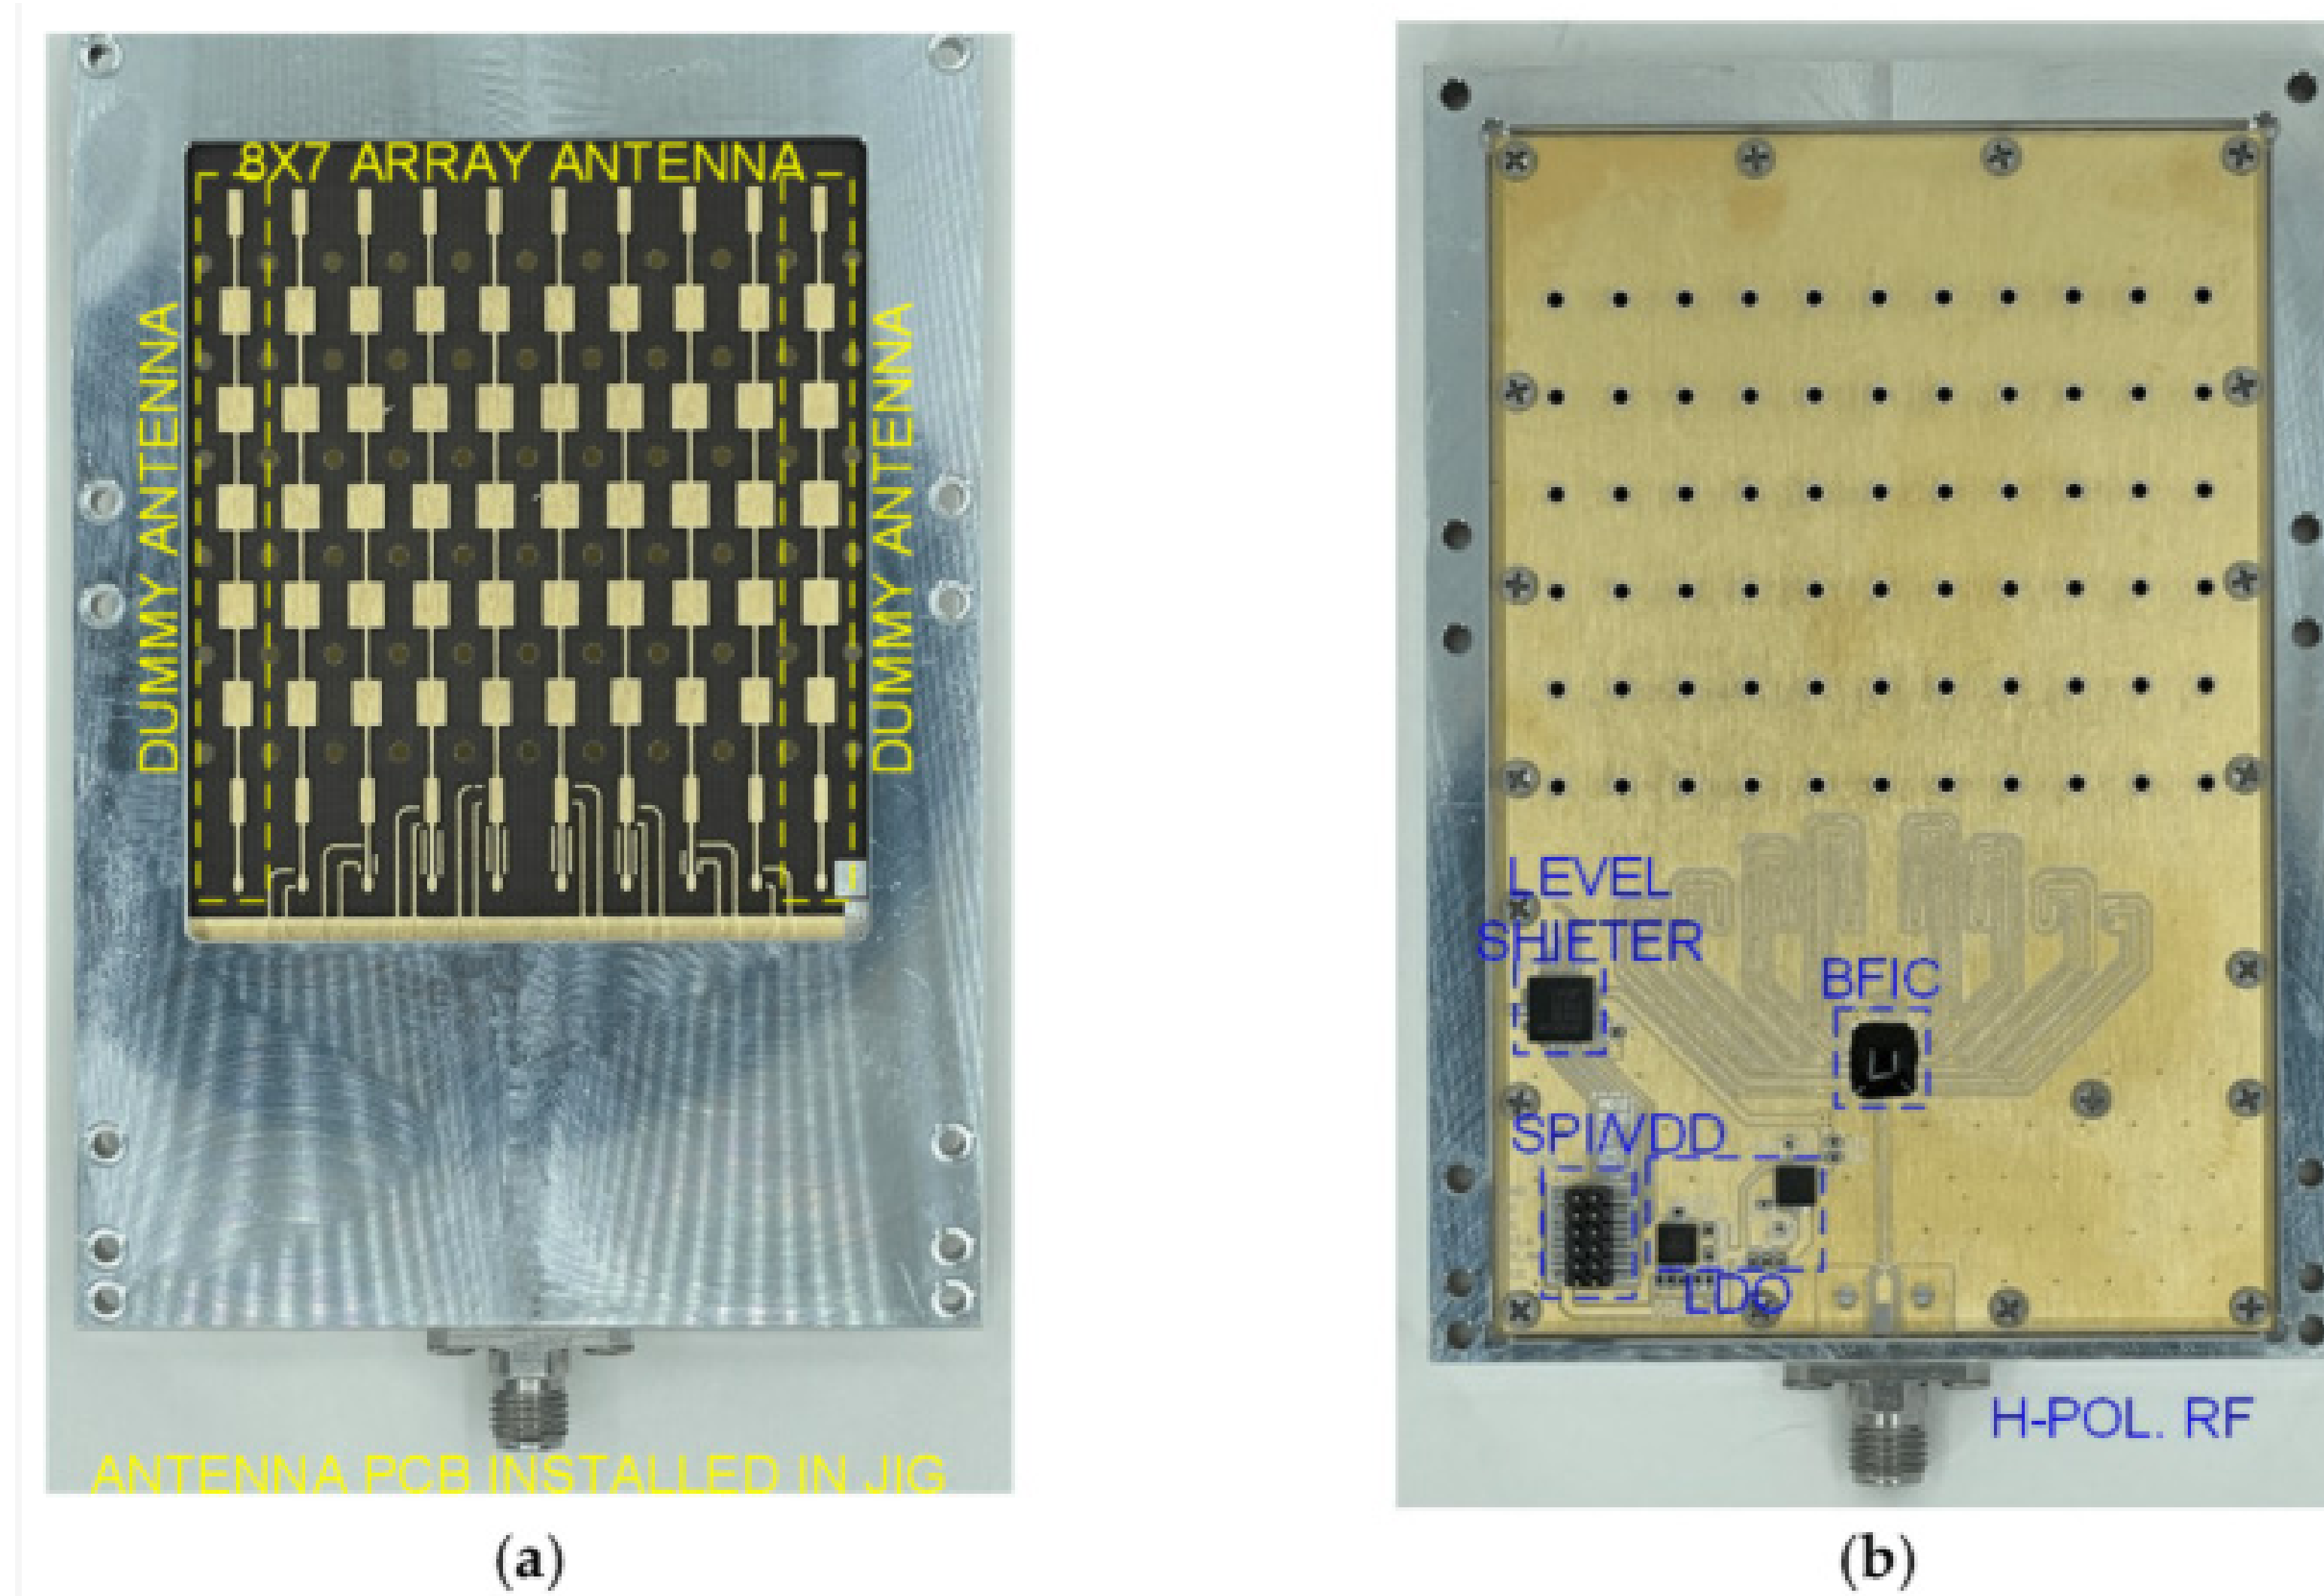 8X7 ARRAY ANTENNA
DUMMY ANTENNA
DUMMY ANTENNA
ANTENNA PCB INSTALLED IN JIG
(a)
LEVEL
SHIETER
BFIC
SPI/VDD
LDO
H-POL. RF
(b)